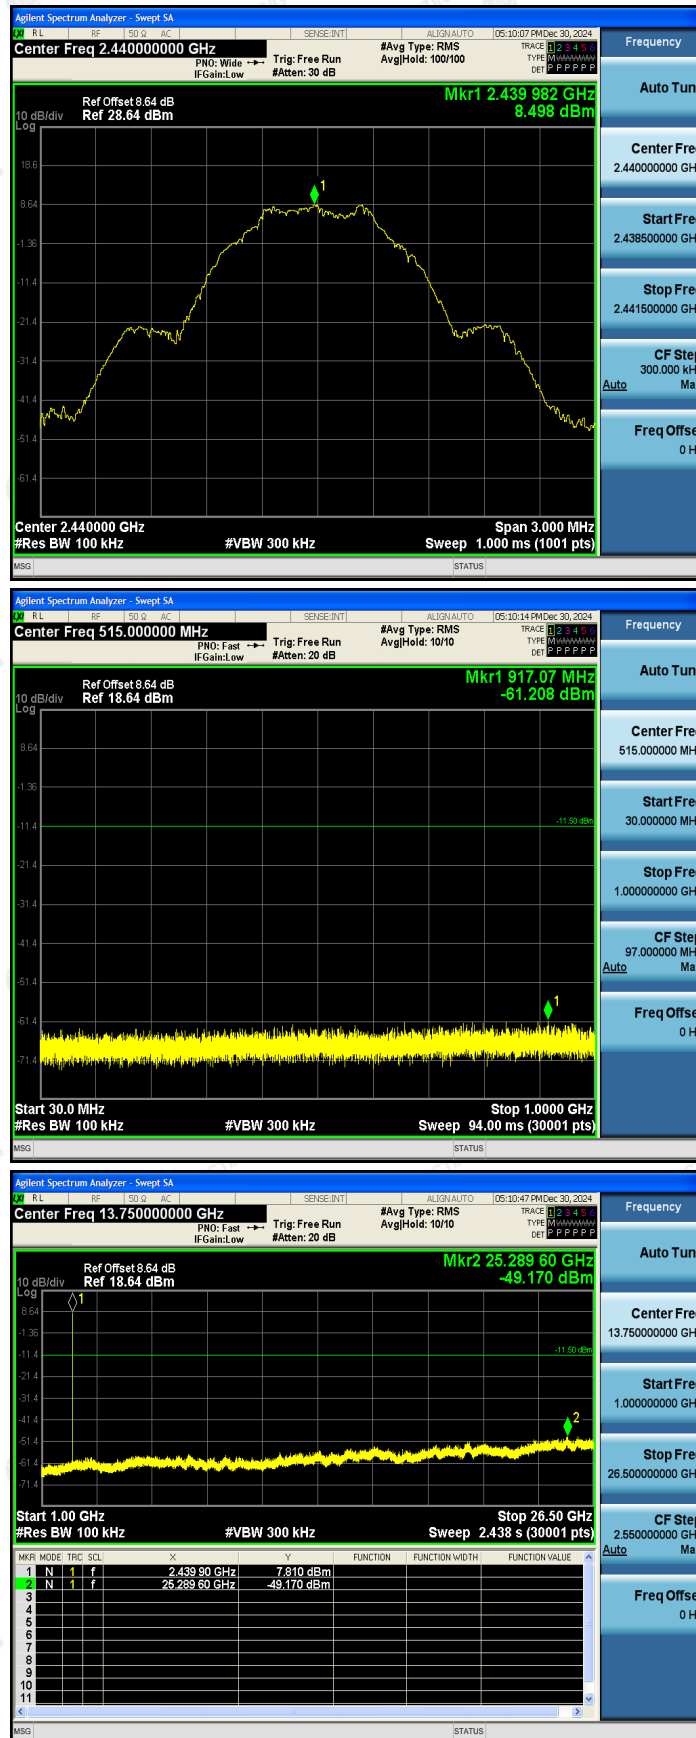 Agilent Spectrum Analyzer - Swept SA
LXI RL RF 50 Ω AC SENSE:INT ALIGNAUTO 05:10:07 PM Dec 30, 2024
Center Freq 2.440000000 GHz
PNO: Wide
IFGain:Low
Trig: Free Run
#Atten: 30 dB
#Avg Type: RMS
Avg|Hold: 100/100
TRACE 1 2 3 4 5 6
TYPE M
DET P P P P P P
Frequency
Auto Tun
Ref Offset 8.64 dB
10 dB/div Ref 28.64 dBm
Log
Mkr1 2.439 982 GHz
8.498 dBm
18.6
8.64
-1.36
-11.4
-21.4
-31.4
-41.4
-51.4
-61.4
1
Center Fre
2.440000000 GH
Start Fre
2.438500000 GH
Stop Fre
2.441500000 GH
CF Ste
300.000 kH
Auto Ma
Freq Offse
0 H
Center 2.440000 GHz Span 3.000 MHz
#Res BW 100 kHz #VBW 300 kHz Sweep 1.000 ms (1001 pts)
MSG STATUS
Agilent Spectrum Analyzer - Swept SA
LXI RL RF 50 Ω AC SENSE:INT ALIGNAUTO 05:10:14 PM Dec 30, 2024
Center Freq 515.000000 MHz
PNO: Fast
IFGain:Low
Trig: Free Run
#Atten: 20 dB
#Avg Type: RMS
Avg|Hold: 10/10
TRACE 1 2 3 4 5 6
TYPE M
DET P P P P P P
Frequency
Auto Tun
Ref Offset 8.64 dB
10 dB/div Ref 18.64 dBm
Log
Mkr1 917.07 MHz
-61.208 dBm
8.64
-1.36
-11.4
-21.4
-31.4
-41.4
-51.4
-61.4
-71.4
-11.50 dBm
1
Center Fre
515.000000 MH
Start Fre
30.000000 MH
Stop Fre
1.000000000 GH
CF Ste
97.000000 MH
Auto Ma
Freq Offse
0 H
Start 30.0 MHz Stop 1.0000 GHz
#Res BW 100 kHz #VBW 300 kHz Sweep 94.00 ms (30001 pts)
MSG STATUS
Agilent Spectrum Analyzer - Swept SA
LXI RL RF 50 Ω AC SENSE:INT ALIGNAUTO 05:10:47 PM Dec 30, 2024
Center Freq 13.750000000 GHz
PNO: Fast
IFGain:Low
Trig: Free Run
#Atten: 20 dB
#Avg Type: RMS
Avg|Hold: 10/10
TRACE 1 2 3 4 5 6
TYPE M
DET P P P P P P
Frequency
Auto Tun
Ref Offset 8.64 dB
10 dB/div Ref 18.64 dBm
Log
Mkr2 25.289 60 GHz
-49.170 dBm
8.64
-1.36
-11.4
-21.4
-31.4
-41.4
-51.4
-61.4
-71.4
-11.50 dBm
1
2
Center Fre
13.750000000 GH
Start Fre
1.000000000 GH
Stop Fre
26.500000000 GH
CF Ste
2.550000000 GH
Auto Ma
Freq Offse
0 H
Start 1.00 GHz Stop 26.50 GHz
#Res BW 100 kHz #VBW 300 kHz Sweep 2.438 s (30001 pts)
MKR MODE TRC SCL X Y FUNCTION FUNCTION WIDTH FUNCTION VALUE
1 N 1 f 2.439 90 GHz 7.810 dBm
2 N 1 f 25.289 60 GHz -49.170 dBm
3
4
5
6
7
8
9
10
11
MSG STATUS